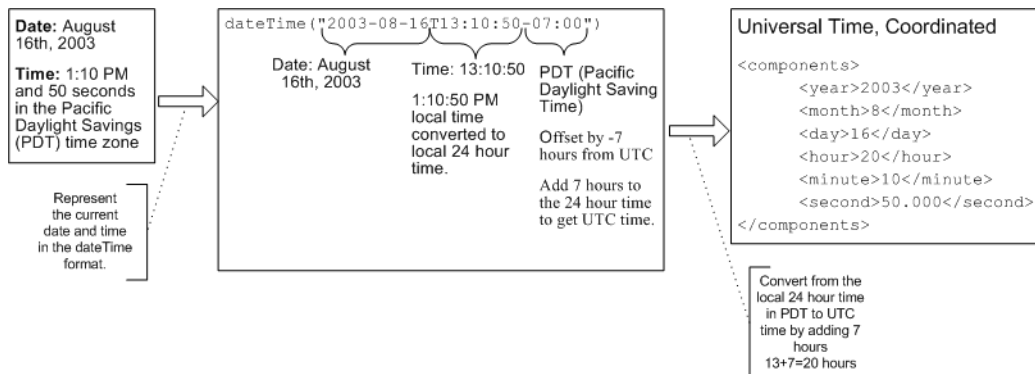 Date: August
16th, 2003
Time: 1:10 PM
and 50 seconds
in the Pacific
Daylight Savings
(PDT) time zone
Represent
the current
date and time
in the dateTime
format.
dateTime("2003-08-16T13:10:50-07:00")
Date: August
16th, 2003
Time: 13:10:50
1:10:50 PM
local time
converted to
local 24 hour
time.
PDT (Pacific
Daylight Saving
Time)
Offset by -7
hours from UTC
Add 7 hours to
the 24 hour time
to get UTC time.
Convert from the
local 24 hour time
in PDT to UTC
time by adding 7
hours
13+7=20 hours
Universal Time, Coordinated
<components>
<year>2003</year>
<month>8</month>
<day>16</day>
<hour>20</hour>
<minute>10</minute>
<second>50.000</second>
</components>